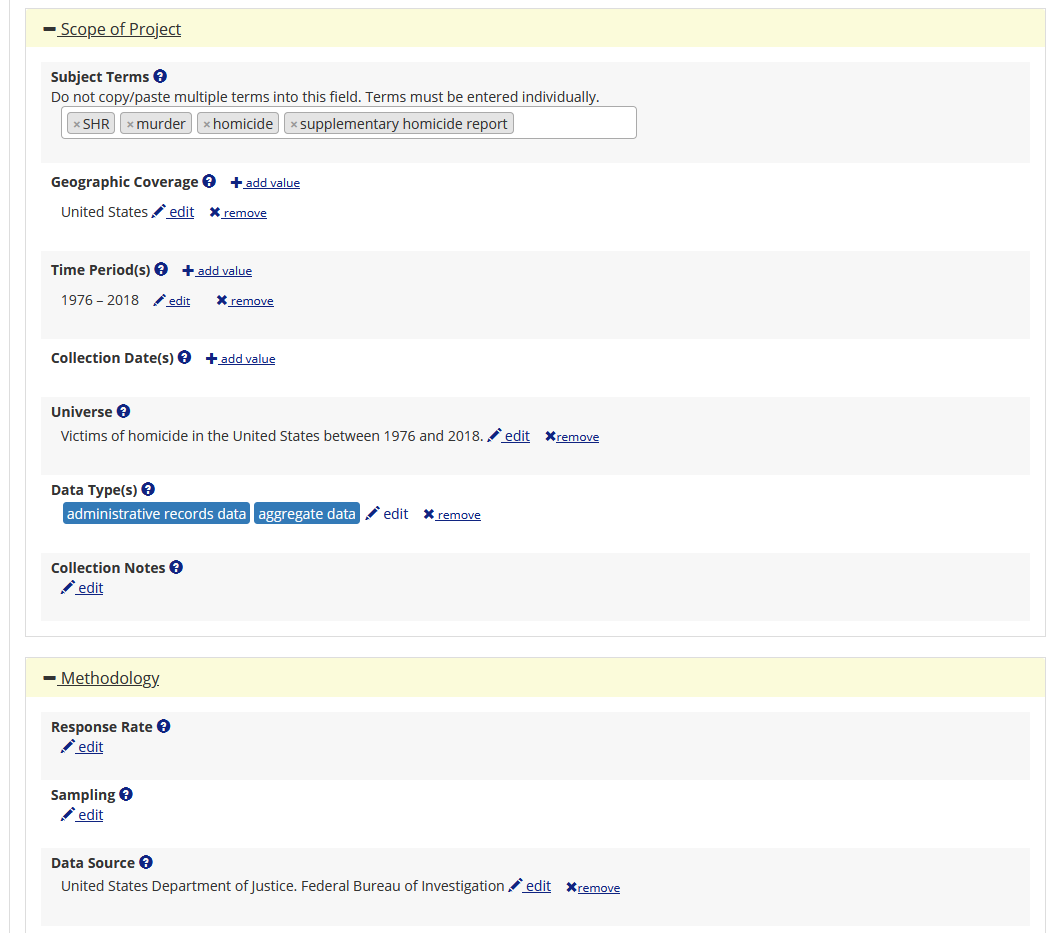 Scope of Project
Subject Terms ?
Do not copy/paste multiple terms into this field. Terms must be entered individually.
×SHR ×murder ×homicide ×supplementary homicide report
Geographic Coverage ? + add value
United States edit ✖ remove
Time Period(s) ? + add value
1976 – 2018 edit ✖ remove
Collection Date(s) ? + add value
Universe ?
Victims of homicide in the United States between 1976 and 2018. edit ✖remove
Data Type(s) ?
administrative records data aggregate data edit ✖ remove
Collection Notes ?
edit
Methodology
Response Rate ?
edit
Sampling ?
edit
Data Source ?
United States Department of Justice. Federal Bureau of Investigation edit ✖remove